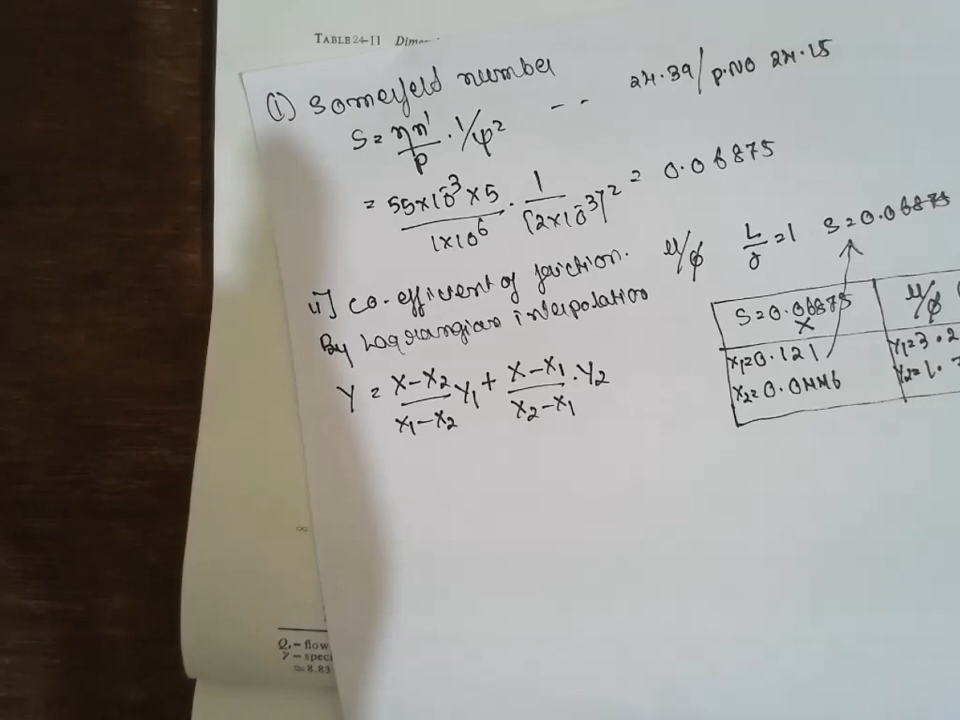 TABLE 24-11
(i) Somerfeld number
S = ηn'/p · 1/ψ² -- 24.39/p.NO 24.15
= 55×10⁻³×5/1×10⁶ · 1/(2×10⁻³)² = 0.06875
ii] co-efficient of friction. μ/φ L/d=1 S=0.06875
By Lagrangian interpolation
Y = X-X₂/X₁-X₂ Y₁ + X-X₁/X₂-X₁ · Y₂
S=0.06875 μ/φ
X
X₁=0.121 Y₁=3.2
X₂=0.0446 Y₂=1.
∞
Q,= flow
γ = speci
≈8.83